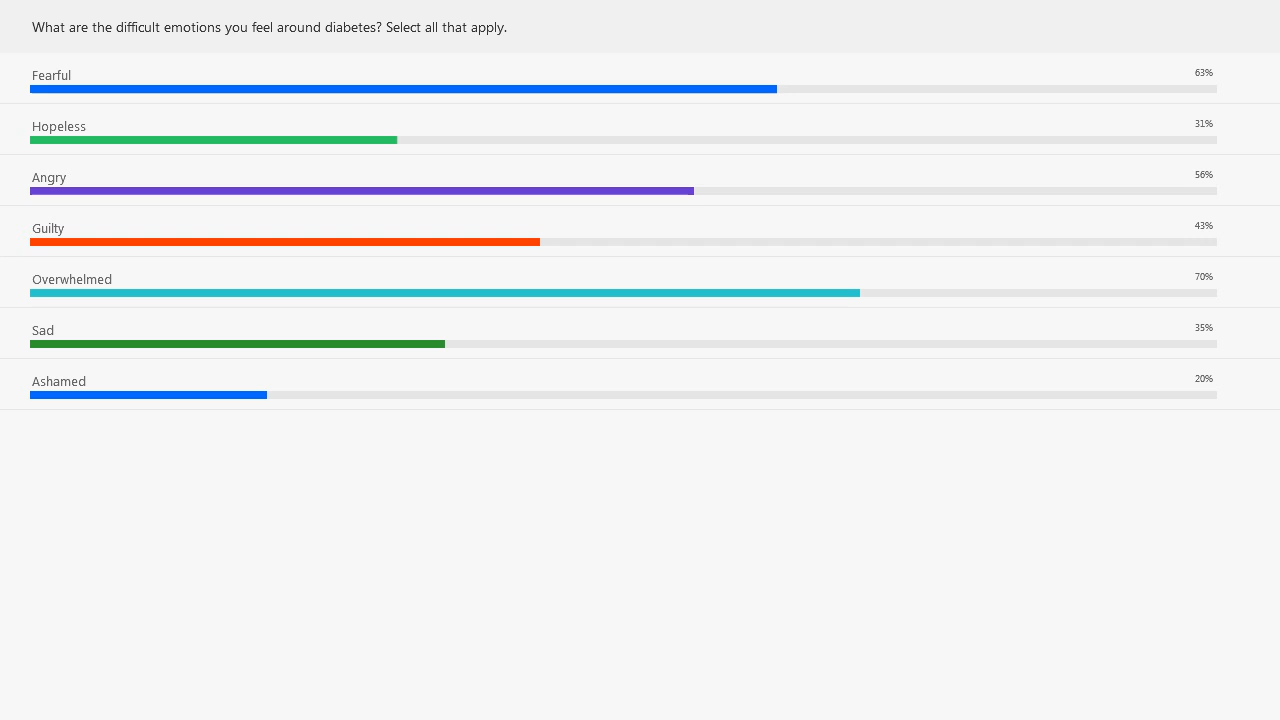 What are the difficult emotions you feel around diabetes? Select all that apply.
Fearful 63%
Hopeless 31%
Angry 56%
Guilty 43%
Overwhelmed 70%
Sad 35%
Ashamed 20%